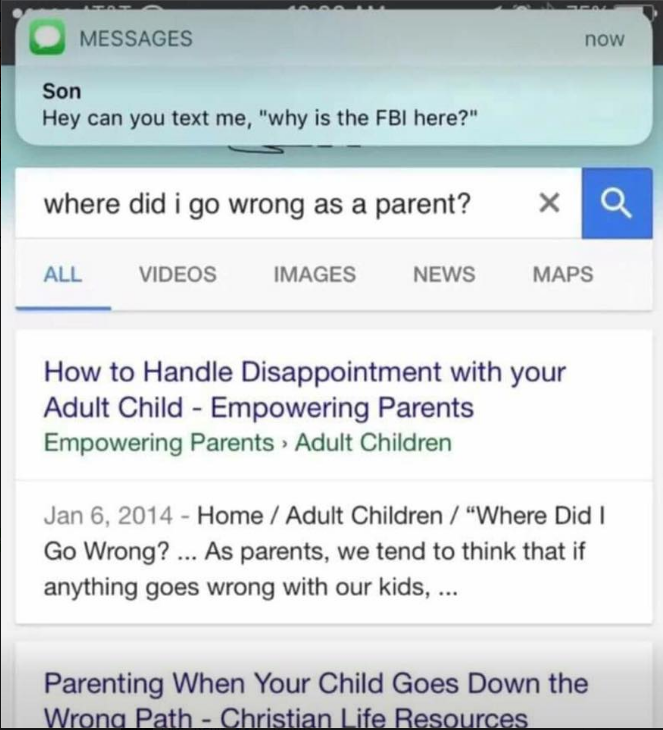 MESSAGES now
Son
Hey can you text me, "why is the FBI here?"
where did i go wrong as a parent?
ALL VIDEOS IMAGES NEWS MAPS
How to Handle Disappointment with your
Adult Child - Empowering Parents
Empowering Parents › Adult Children
Jan 6, 2014 - Home / Adult Children / “Where Did I
Go Wrong? ... As parents, we tend to think that if
anything goes wrong with our kids, ...
Parenting When Your Child Goes Down the
Wrong Path - Christian Life Resources